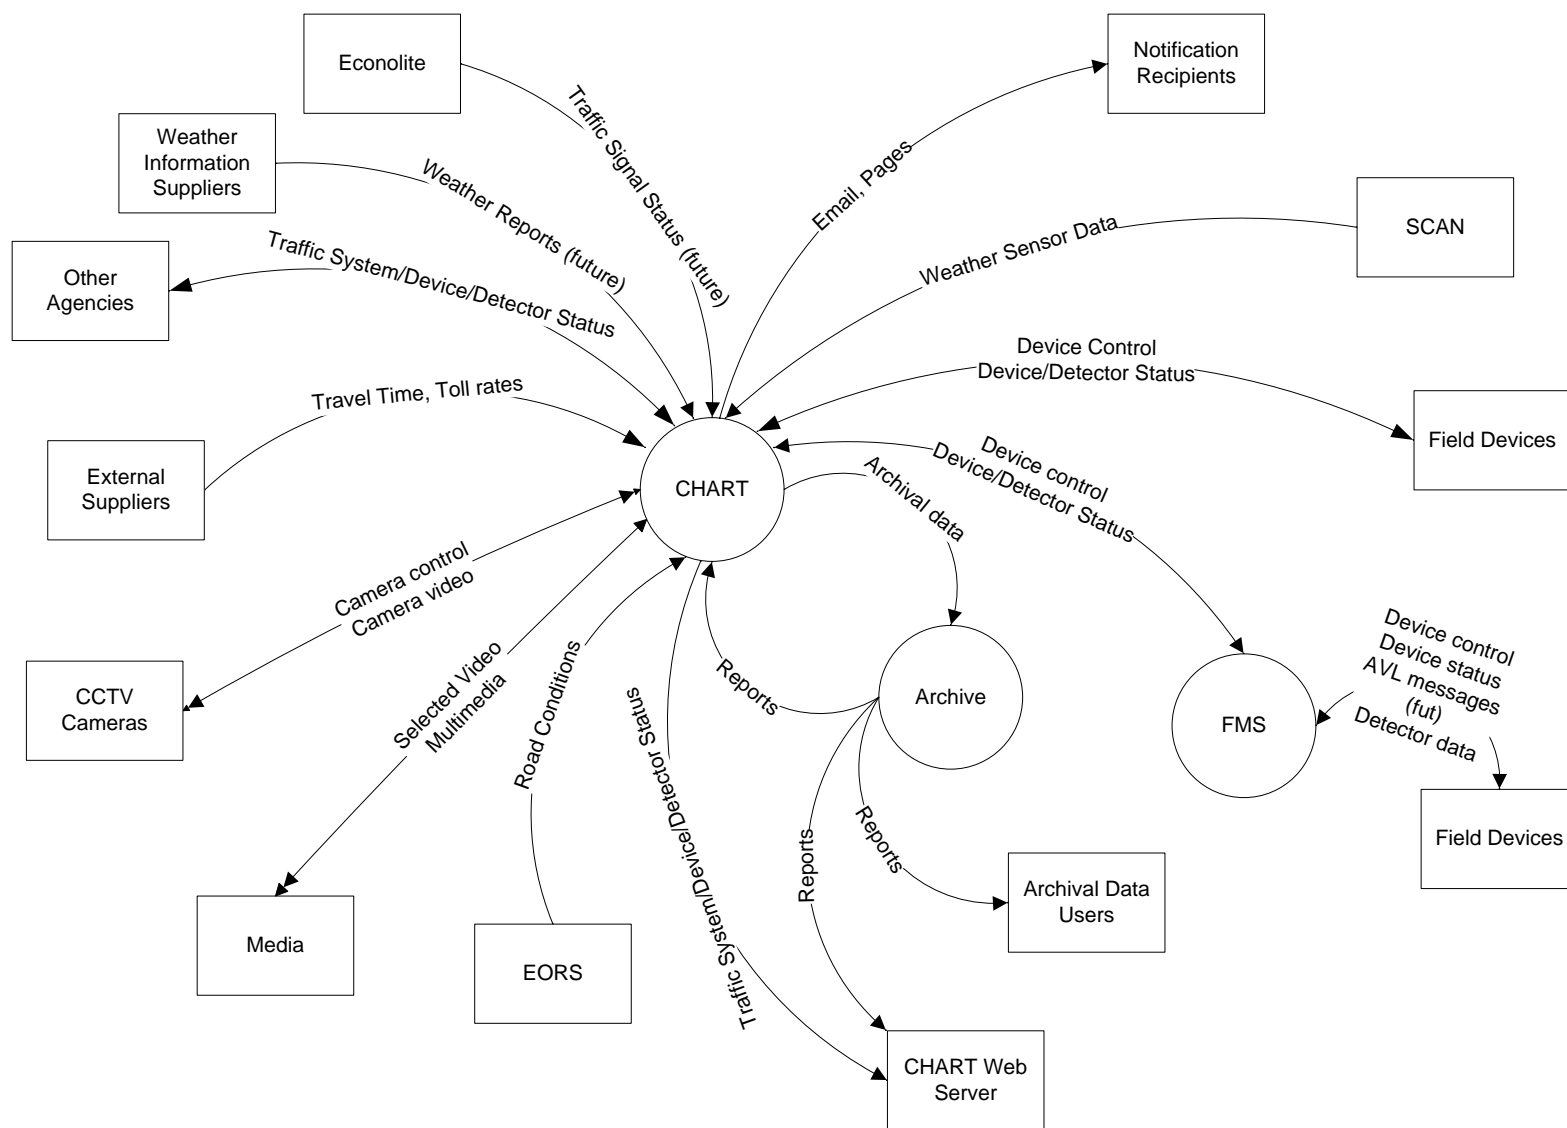 Econolite
Notification
Recipients
Weather
Information
Suppliers
Traffic Signal Status (future)
Weather Reports (future)
Email, Pages
SCAN
Weather Sensor Data
Other
Agencies
Traffic System/Device/Detector Status
Device Control
Device/Detector Status
Travel Time, Toll rates
Field Devices
External
Suppliers
CHART
Archival data
Device control
Device/Detector Status
Camera control
Camera video
CCTV
Cameras
Selected Video
Multimedia
Road Conditions
Reports
Traffic System/Device/Detector Status
Archive
FMS
Device control
Device status
AVL messages
(fut)
Detector data
Field Devices
Reports
Reports
Archival Data
Users
Media
EORS
CHART Web
Server